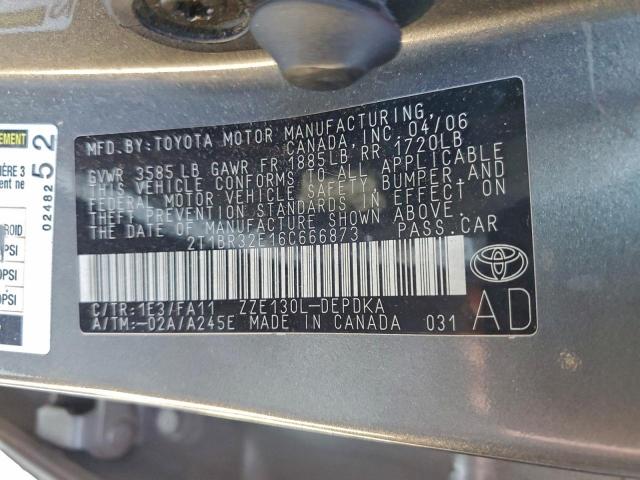 MFD. BY: TOYOTA MOTOR MANUFACTURING,
CANADA, INC. 04/06
GVWR 3585 LB GAWR FR 1885LB, RR 1720LB
THIS VEHICLE CONFORMS TO ALL APPLICABLE
FEDERAL MOTOR VEHICLE SAFETY, BUMPER, AND
THEFT PREVENTION STANDARDS IN EFFECT ON
THE DATE OF MANUFACTURE SHOWN ABOVE.
2T1BR32E16C666873 PASS. CAR
C/TR: 1E3/FA11 ZZE130L-DEPDKA
A/TM: -02A/A245E MADE IN CANADA 031
AD
02482 52
PSI
0PSI
0PSI